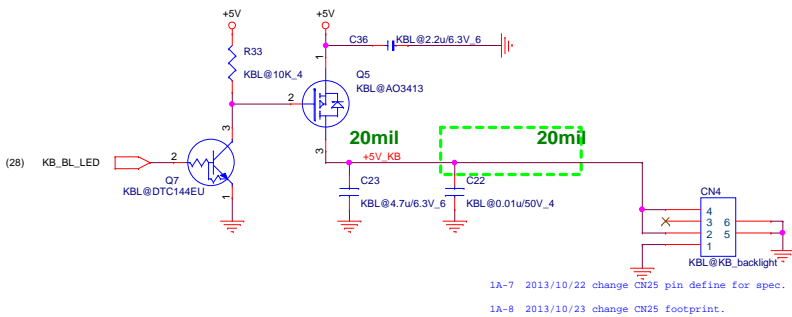 +5V
+5V
C36
KBL@2.2u/6.3V_6
R33
KBL@10K_4
1
Q5
KBL@AO3413
2
3
3
20mil
20mil
+5V_KB
(28)
KB_BL_LED
2
Q7
KBL@DTC144EU
1
C23
KBL@4.7u/6.3V_6
C22
KBL@0.01u/50V_4
CN4
4
3
2
1
6
5
KBL@KB_backlight
1A-7 2013/10/22 change CN25 pin define for spec.
1A-8 2013/10/23 change CN25 footprint.